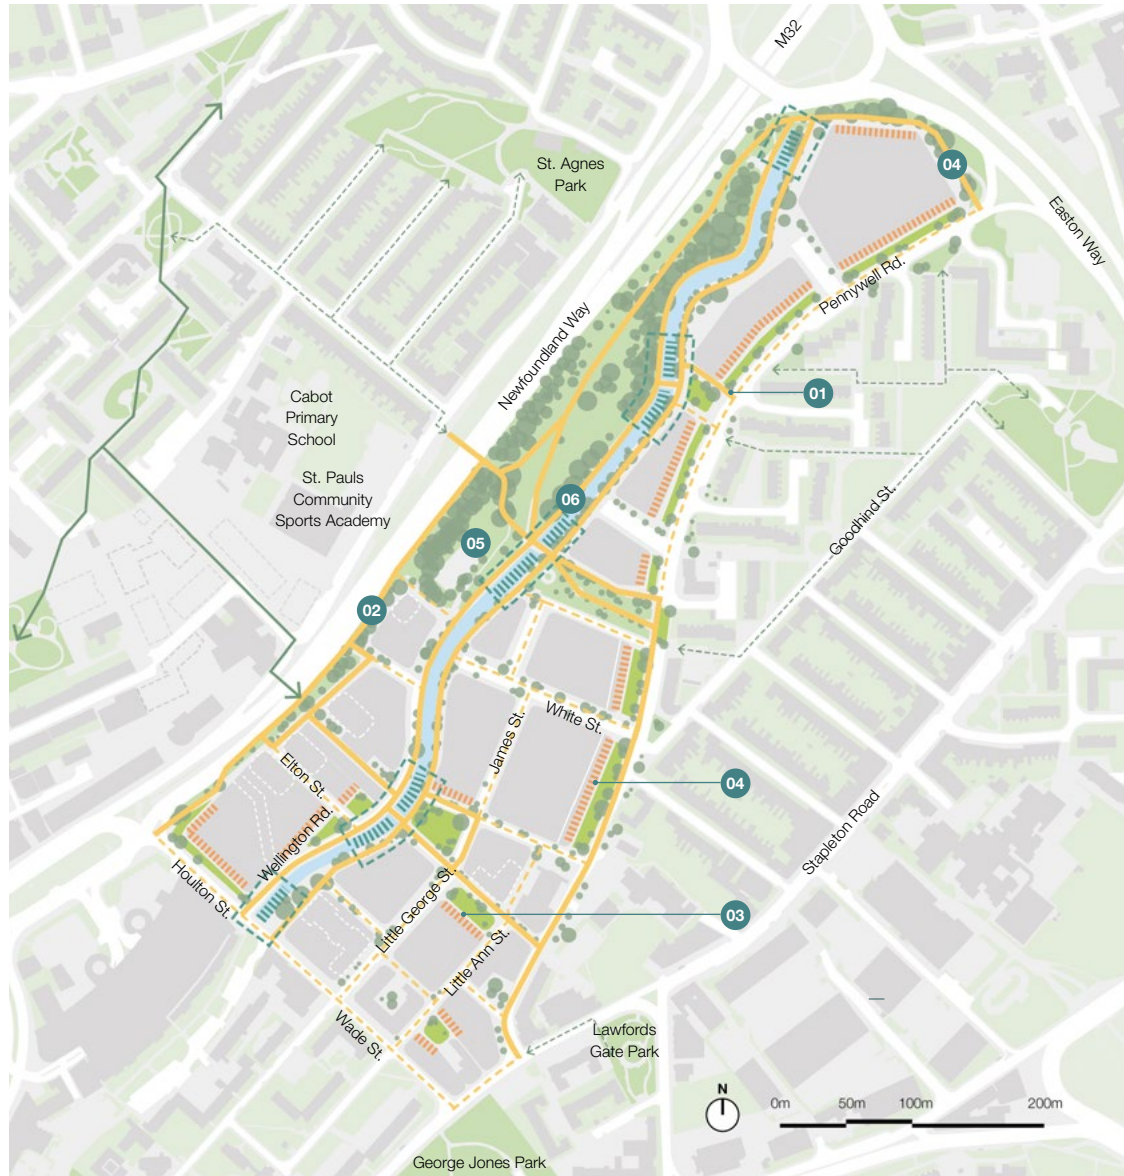 M32
St. Agnes
Park
04
Easton Way
Pennywell Rd.
Newfoundland Way
01
Cabot
Primary
School
St. Pauls
Community
Sports Academy
06
05
Goodhind St.
02
White St.
James St.
Elton St.
04
Wellington Rd.
Stapleton Road
Houlton St.
Little George St.
03
Little Ann St.
Wade St.
Lawfords
Gate Park
N
0m 50m 100m 200m
George Jones Park